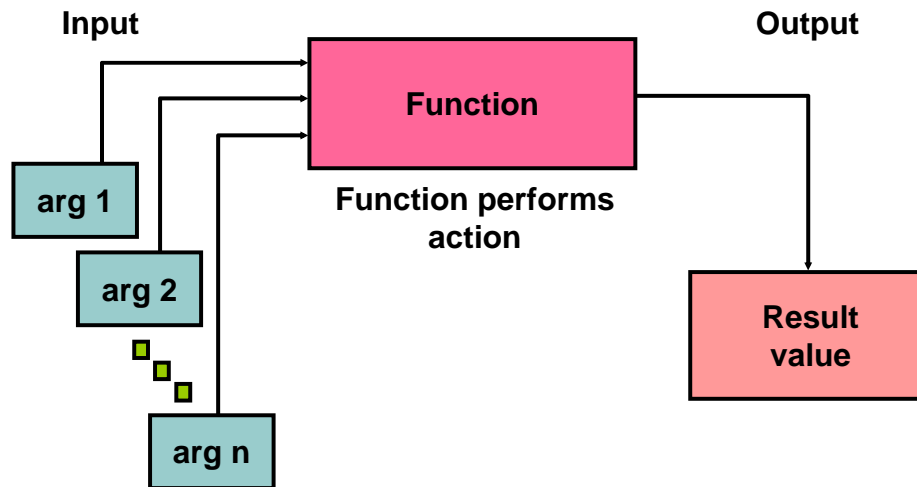 Input
Output
Function
arg 1
Function performs
action
arg 2
Result
value
arg n